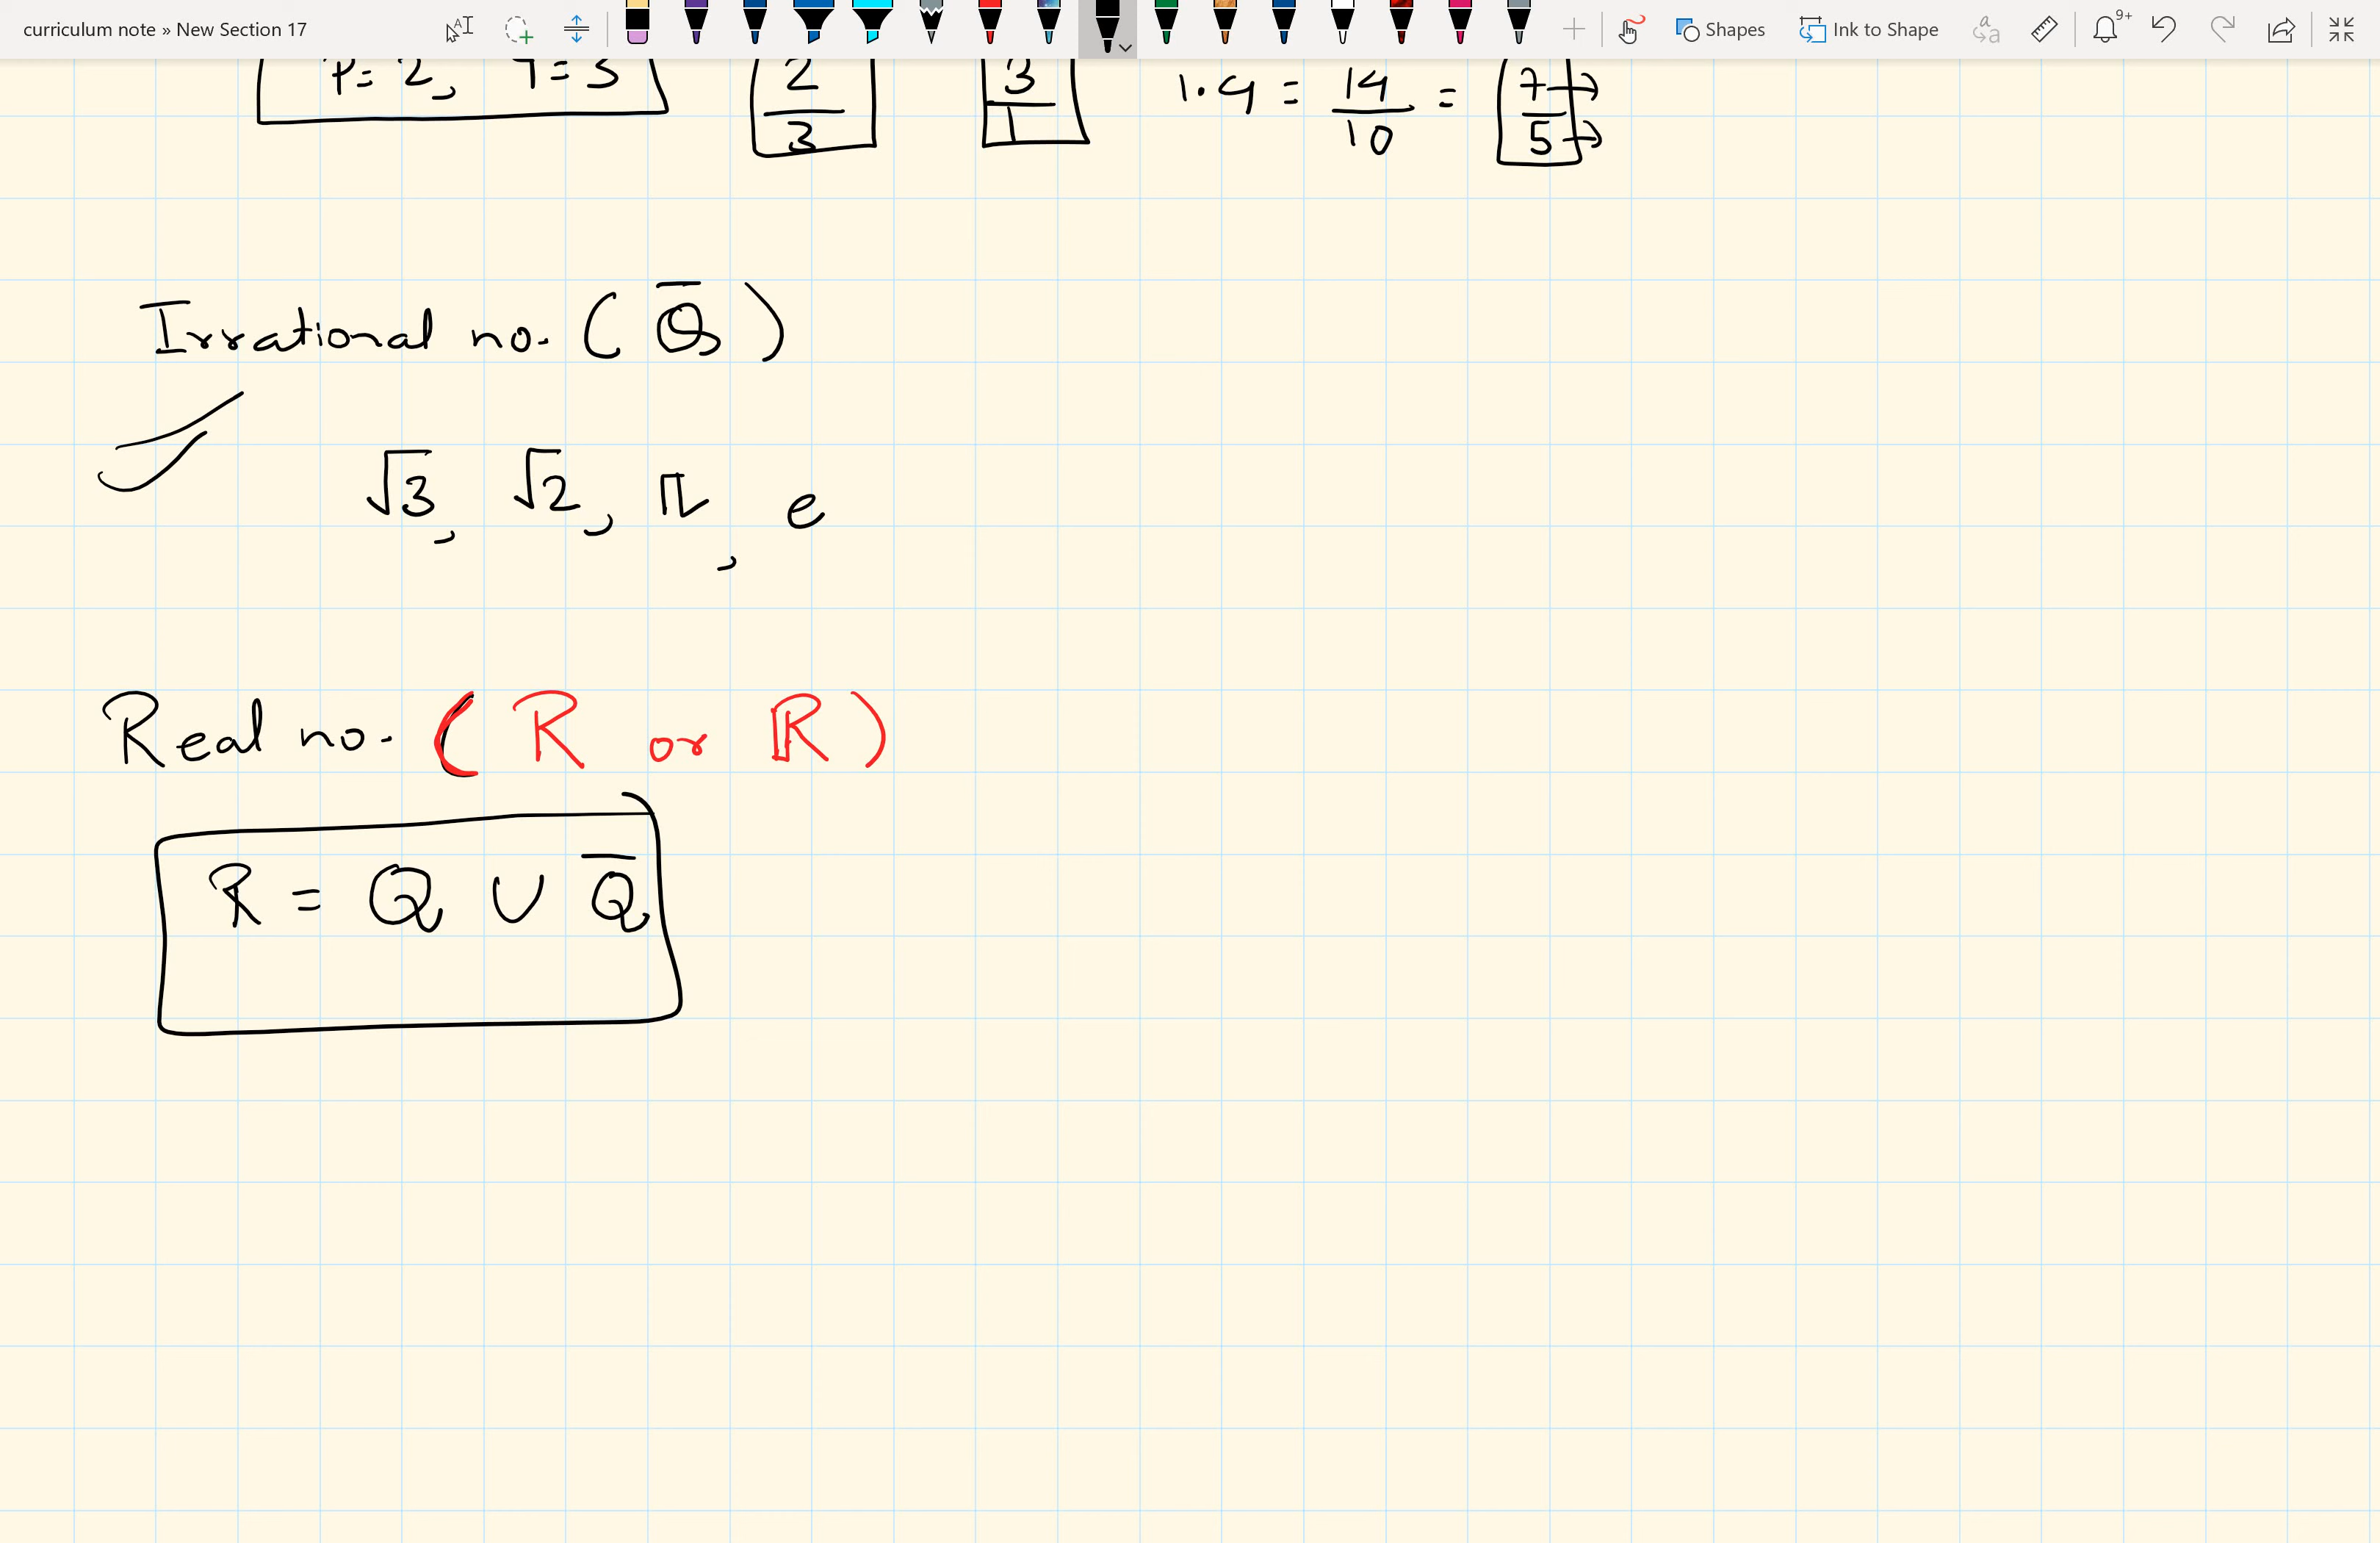 curriculum note » New Section 17
Shapes
Ink to Shape
9+
p = 2, q = 3 2/3 3/1 1.4 = 14/10 = 7/5
Irrational no. (Q̅)
√3, √2, π, e
Real no. (R or ℝ)
R = Q ∪ Q̅